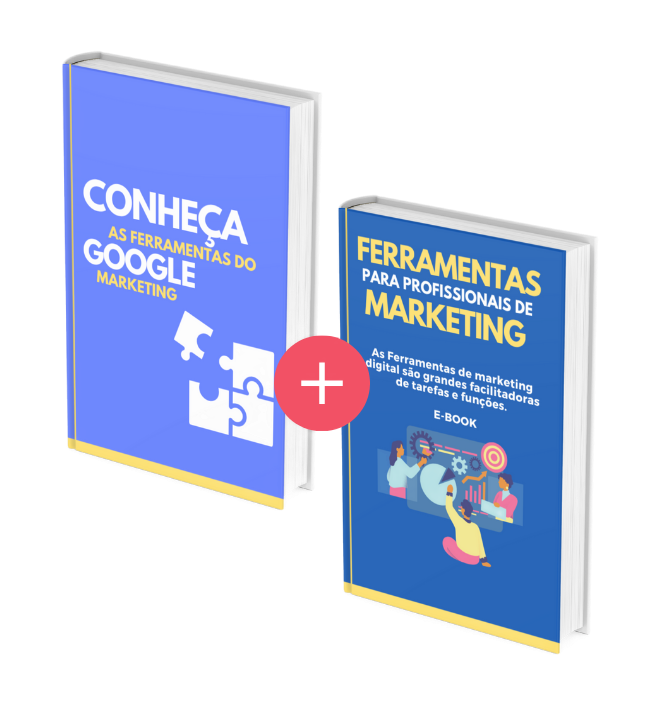 CONHEÇA
AS FERRAMENTAS DO
GOOGLE
MARKETING
FERRAMENTAS
PARA PROFISSIONAIS DE
MARKETING
As Ferramentas de marketing
digital são grandes facilitadoras
de tarefas e funções.
E-BOOK